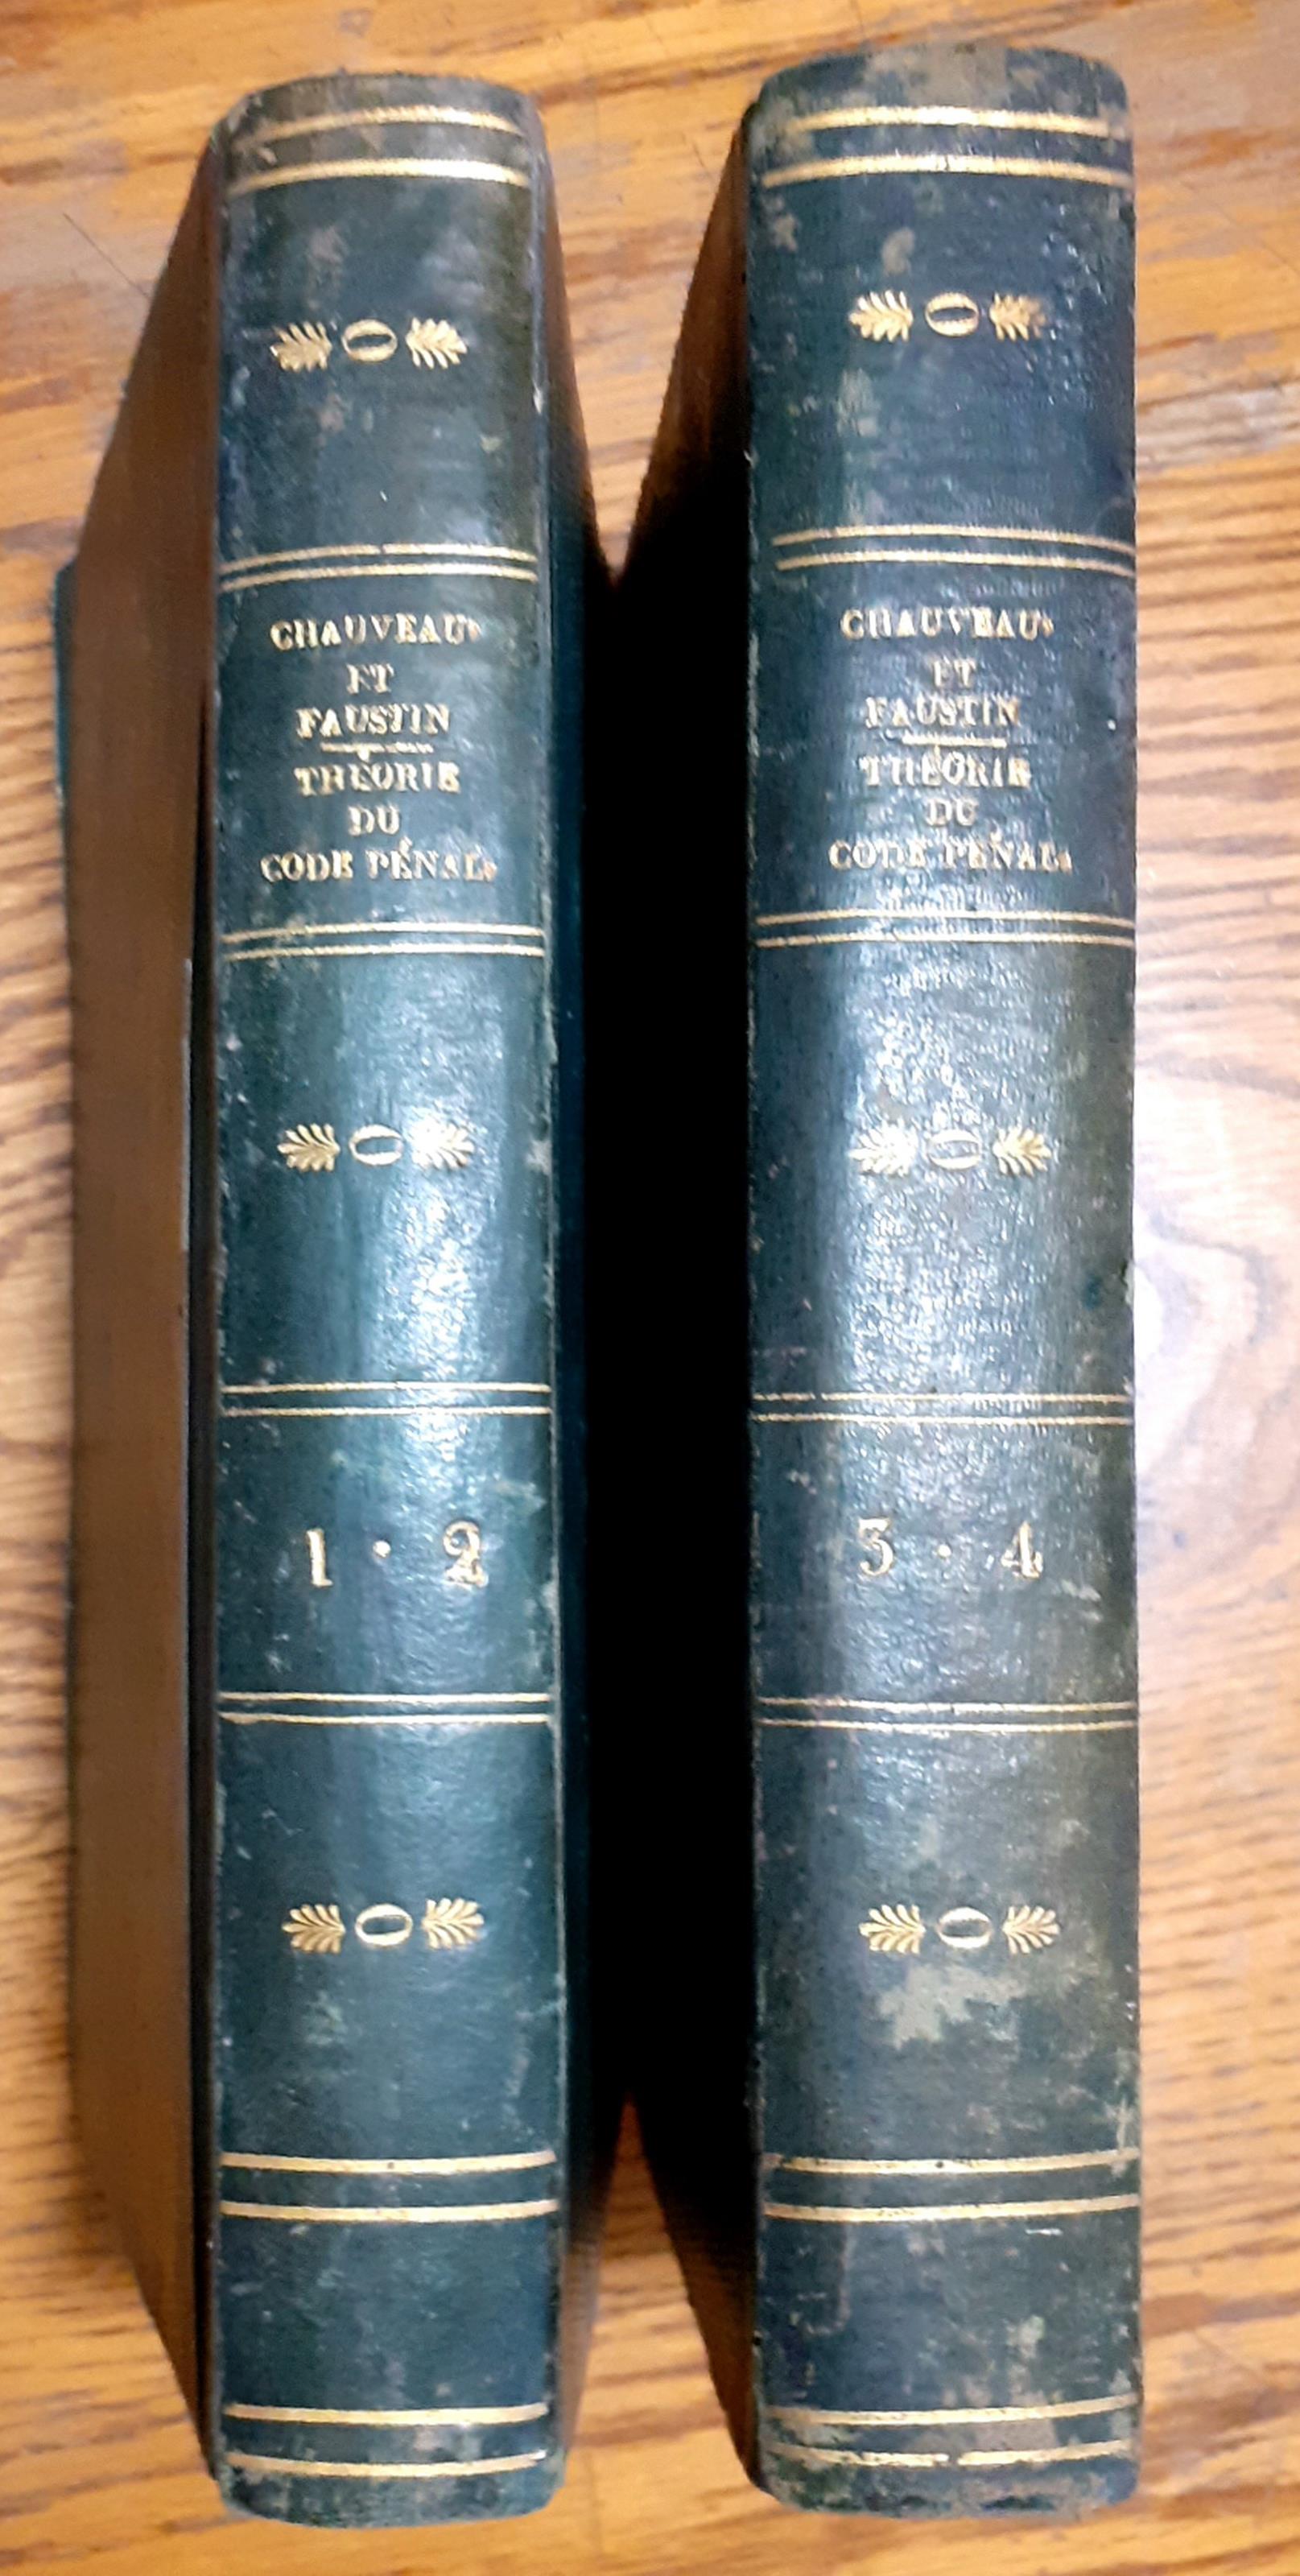 CHAUVEAU
ET
FAUSTIN
THÉORIE
DU
CODE PÉNAL.
1 · 2
CHAUVEAU
ET
FAUSTIN
THÉORIE
DU
CODE PÉNAL.
3 · 4